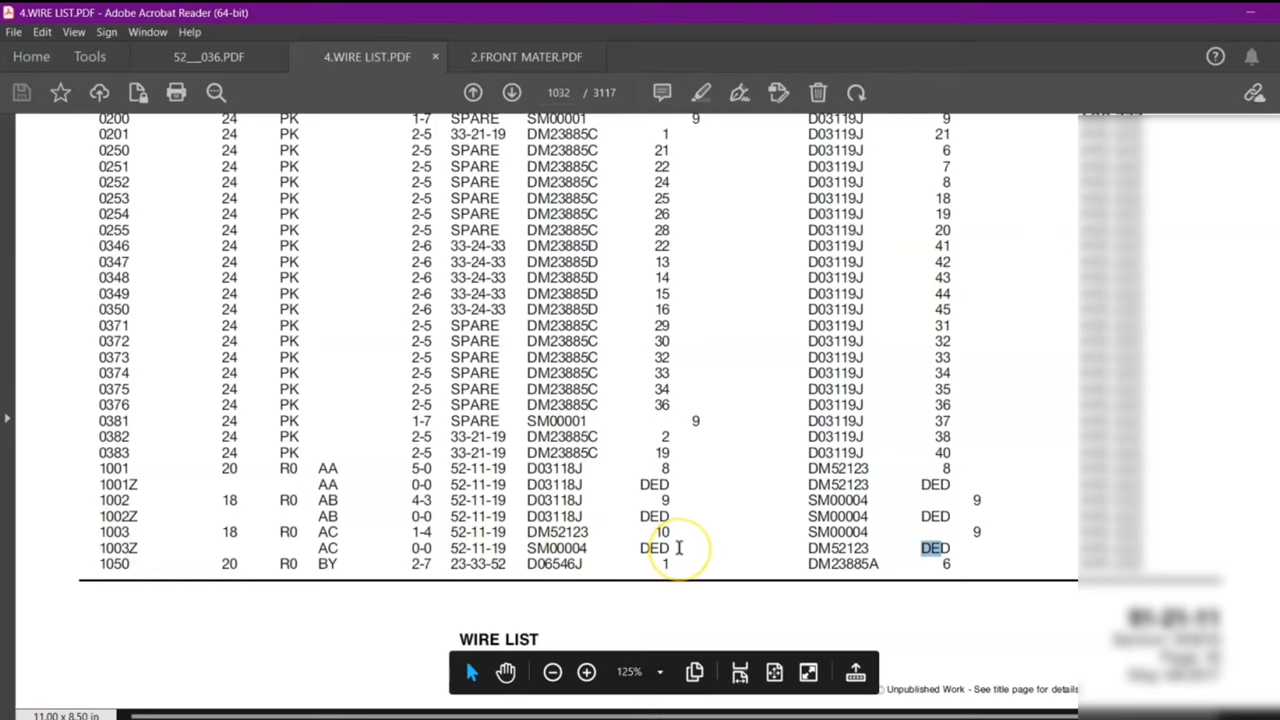 4.WIRE LIST.PDF - Adobe Acrobat Reader (64-bit)
File Edit View Sign Window Help
Home Tools 52__036.PDF 4.WIRE LIST.PDF × 2.FRONT MATER.PDF
1032 / 3117
0200 24 PK 1-7 SPARE SM00001 9 D03119J 9
0201 24 PK 2-5 33-21-19 DM23885C 1 D03119J 21
0250 24 PK 2-5 SPARE DM23885C 21 D03119J 6
0251 24 PK 2-5 SPARE DM23885C 22 D03119J 7
0252 24 PK 2-5 SPARE DM23885C 24 D03119J 8
0253 24 PK 2-5 SPARE DM23885C 25 D03119J 18
0254 24 PK 2-5 SPARE DM23885C 26 D03119J 19
0255 24 PK 2-5 SPARE DM23885C 28 D03119J 20
0346 24 PK 2-6 33-24-33 DM23885D 22 D03119J 41
0347 24 PK 2-6 33-24-33 DM23885D 13 D03119J 42
0348 24 PK 2-6 33-24-33 DM23885D 14 D03119J 43
0349 24 PK 2-6 33-24-33 DM23885D 15 D03119J 44
0350 24 PK 2-6 33-24-33 DM23885D 16 D03119J 45
0371 24 PK 2-5 SPARE DM23885C 29 D03119J 31
0372 24 PK 2-5 SPARE DM23885C 30 D03119J 32
0373 24 PK 2-5 SPARE DM23885C 32 D03119J 33
0374 24 PK 2-5 SPARE DM23885C 33 D03119J 34
0375 24 PK 2-5 SPARE DM23885C 34 D03119J 35
0376 24 PK 2-5 SPARE DM23885C 36 D03119J 36
0381 24 PK 1-7 SPARE SM00001 9 D03119J 37
0382 24 PK 2-5 33-21-19 DM23885C 2 D03119J 38
0383 24 PK 2-5 33-21-19 DM23885C 19 D03119J 40
1001 20 R0 AA 5-0 52-11-19 D03118J 8 DM52123 8
1001Z AA 0-0 52-11-19 D03118J DED DM52123 DED
1002 18 R0 AB 4-3 52-11-19 D03118J 9 SM00004 9
1002Z AB 0-0 52-11-19 D03118J DED SM00004 DED
1003 18 R0 AC 1-4 52-11-19 DM52123 10 SM00004 9
1003Z AC 0-0 52-11-19 SM00004 DED DM52123 DED
1050 20 R0 BY 2-7 23-33-52 D06546J 1 DM23885A 6
WIRE LIST
125%
Unpublished Work - See title page for details
11.00 x 8.50 in